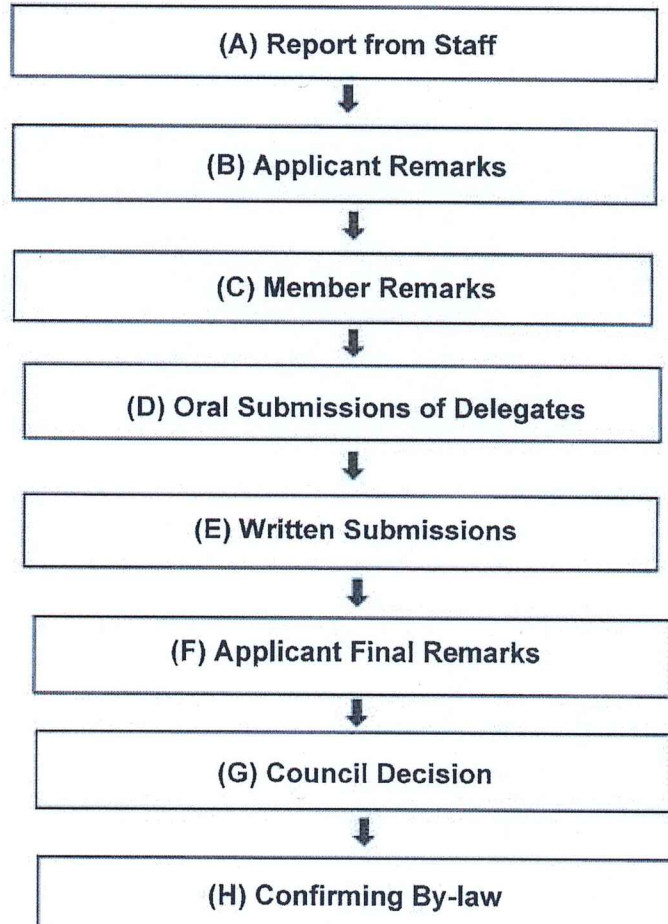 (A) Report from Staff
(B) Applicant Remarks
(C) Member Remarks
(D) Oral Submissions of Delegates
(E) Written Submissions
(F) Applicant Final Remarks
(G) Council Decision
(H) Confirming By-law